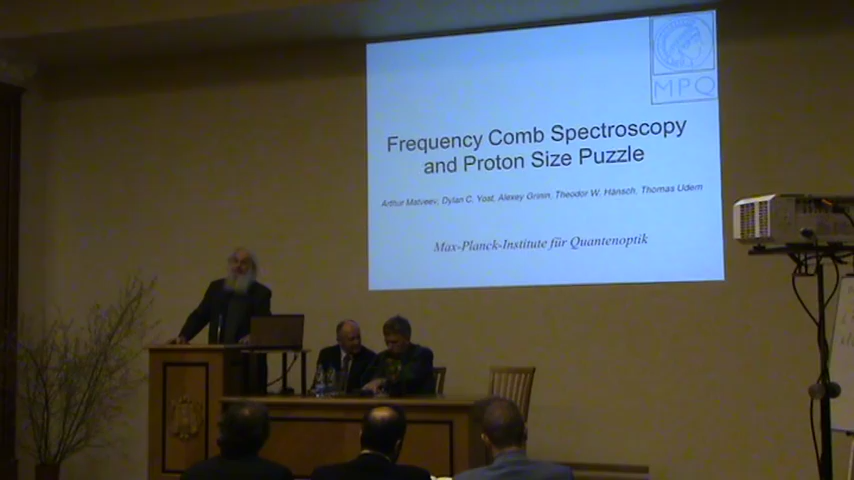 MPQ
Frequency Comb Spectroscopy
and Proton Size Puzzle
Arthur Matveev, Dylan C. Yost, Alexey Grinin, Theodor W. Hänsch, Thomas Udem
Max-Planck-Institute für Quantenoptik